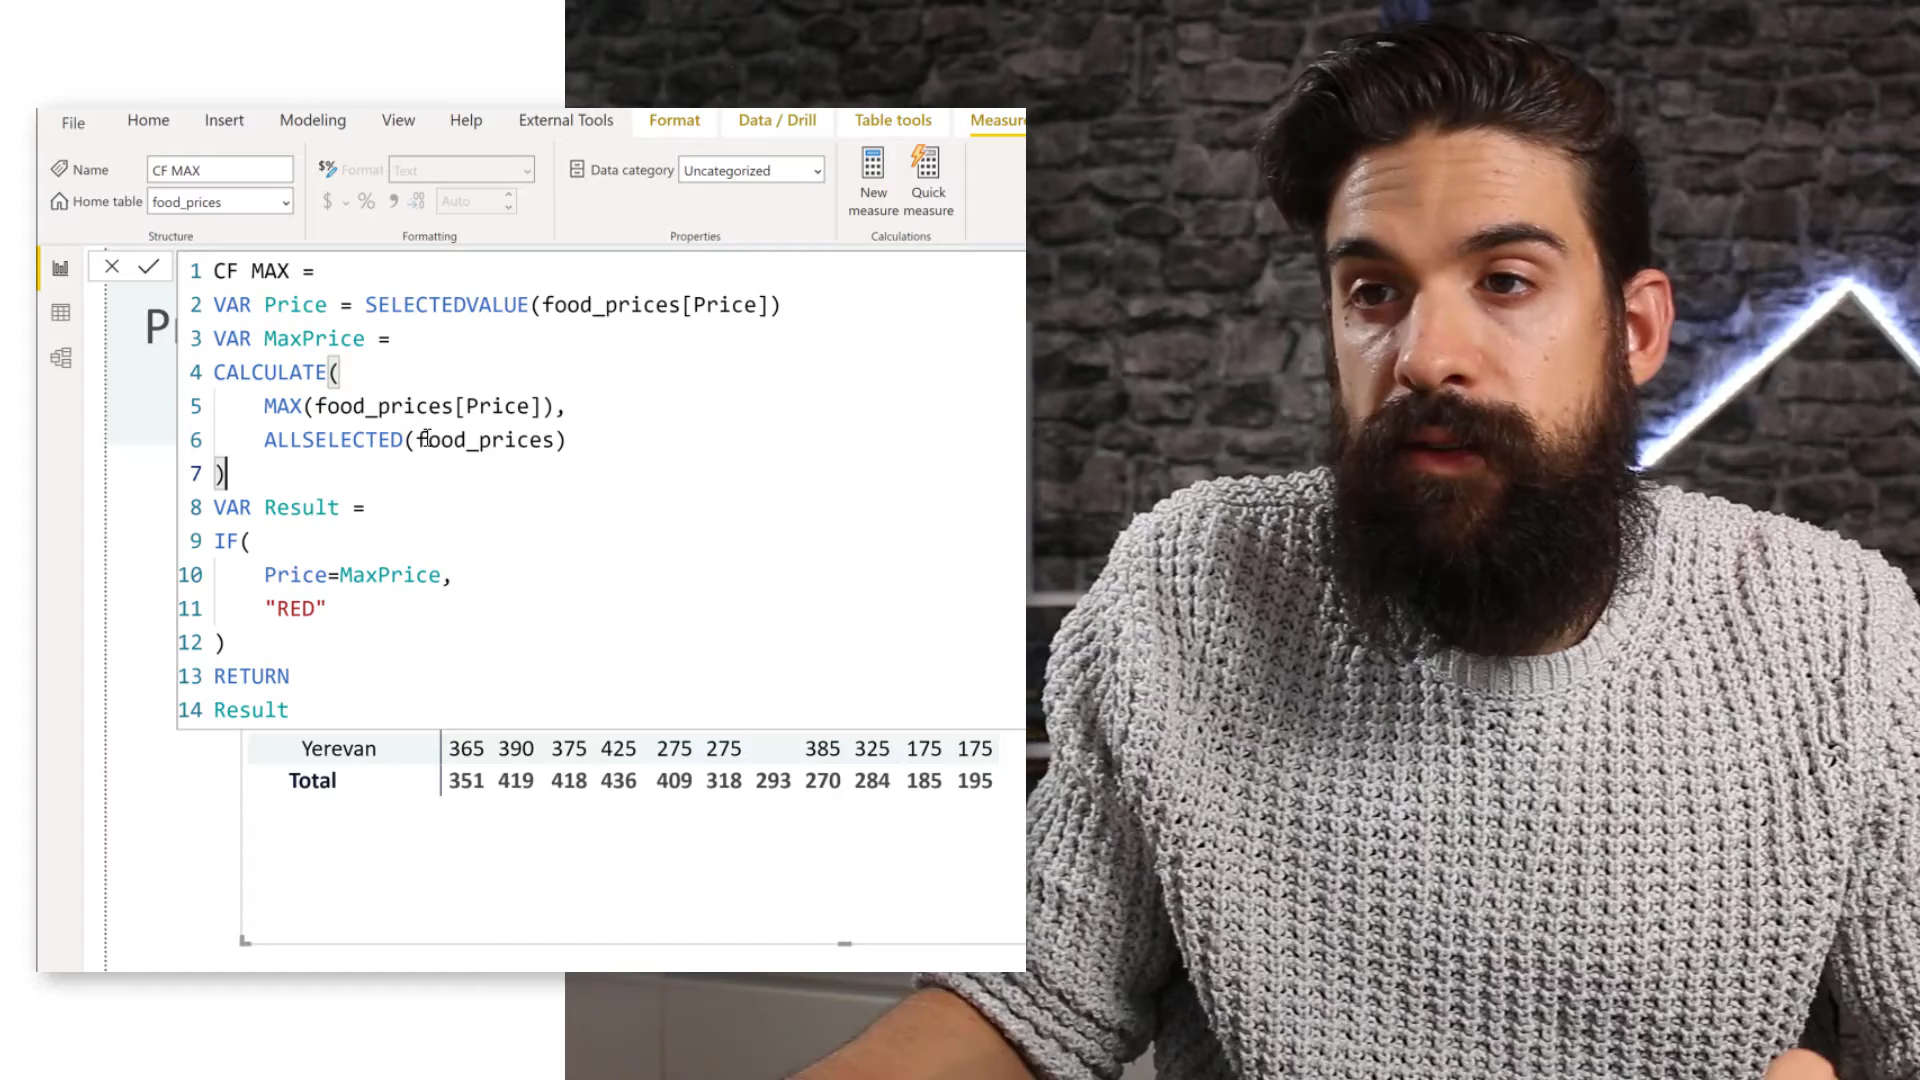 File Home Insert Modeling View Help External Tools Format Data / Drill Table tools
Name CF MAX Format Text Data category Uncategorized New measure Quick measure
Home table food_prices $ % Auto
Structure Formatting Properties Calculations
1 CF MAX =
2 VAR Price = SELECTEDVALUE(food_prices[Price])
3 VAR MaxPrice =
4 CALCULATE(
5 MAX(food_prices[Price]),
6 ALLSELECTED(food_prices)
7 )
8 VAR Result =
9 IF(
10 Price=MaxPrice,
11 "RED"
12 )
13 RETURN
14 Result
Yerevan 365 390 375 425 275 275 385 325 175 175
Total 351 419 418 436 409 318 293 270 284 185 195